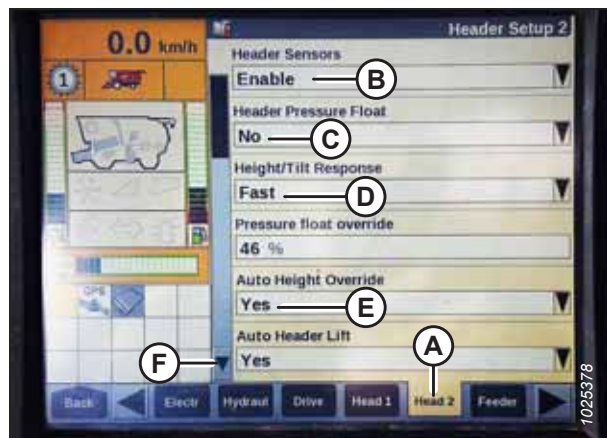 0.0 km/h
1
Header Setup 2
Header Sensors
Enable
B
Header Pressure Float
No
C
Height/Tilt Response
Fast
D
Pressure float override
46 %
Auto Height Override
Yes
E
Auto Header Lift
Yes
F
A
GPS
Back
Electr
Hydraul
Drive
Head 1
Head 2
Feeder
1025378